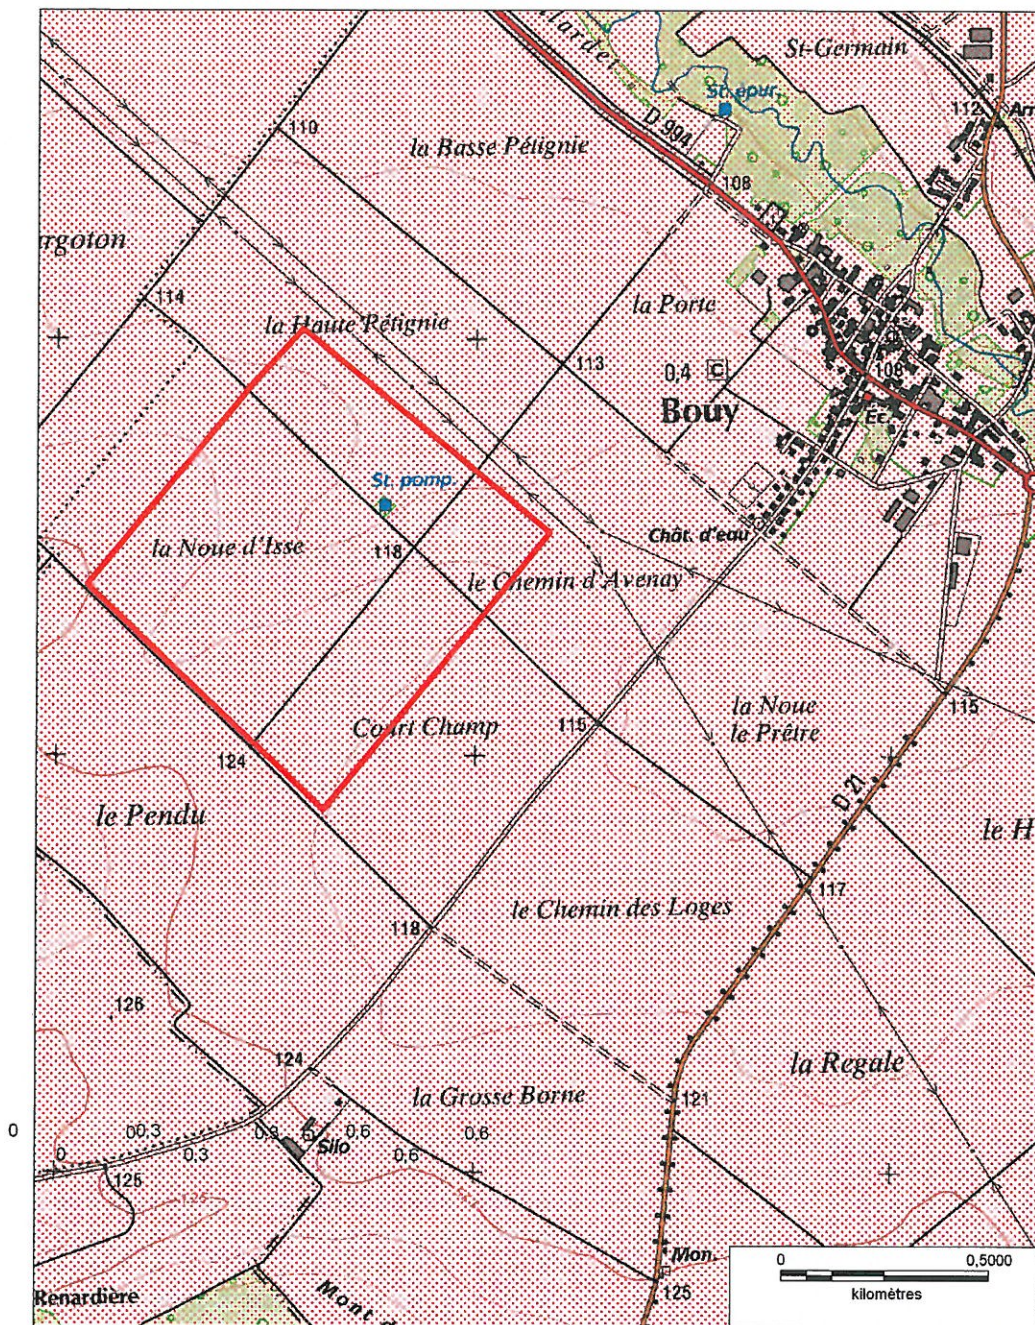 St-Germain
112
St. épur.
D 994
110
la Basse Pétignie
108
114
la Haute Pétignie
la Porte
113
0,4 C
Bouy
108
Ec.
St. pomp.
la Noue d'Isse
118
Chât. d'eau
le Chemin d'Avenay
Court Champ
115
la Noue
le Prêtre
115
124
le Pendu
D 21
le H
117
le Chemin des Loges
118
126
124
la Regale
la Grosse Borne
121
0
0
0,3
0,3
0,6
0,6
0,6
Silo
125
125
Mon.
125
Renardière
Mont d
0 0,5000
kilomètres